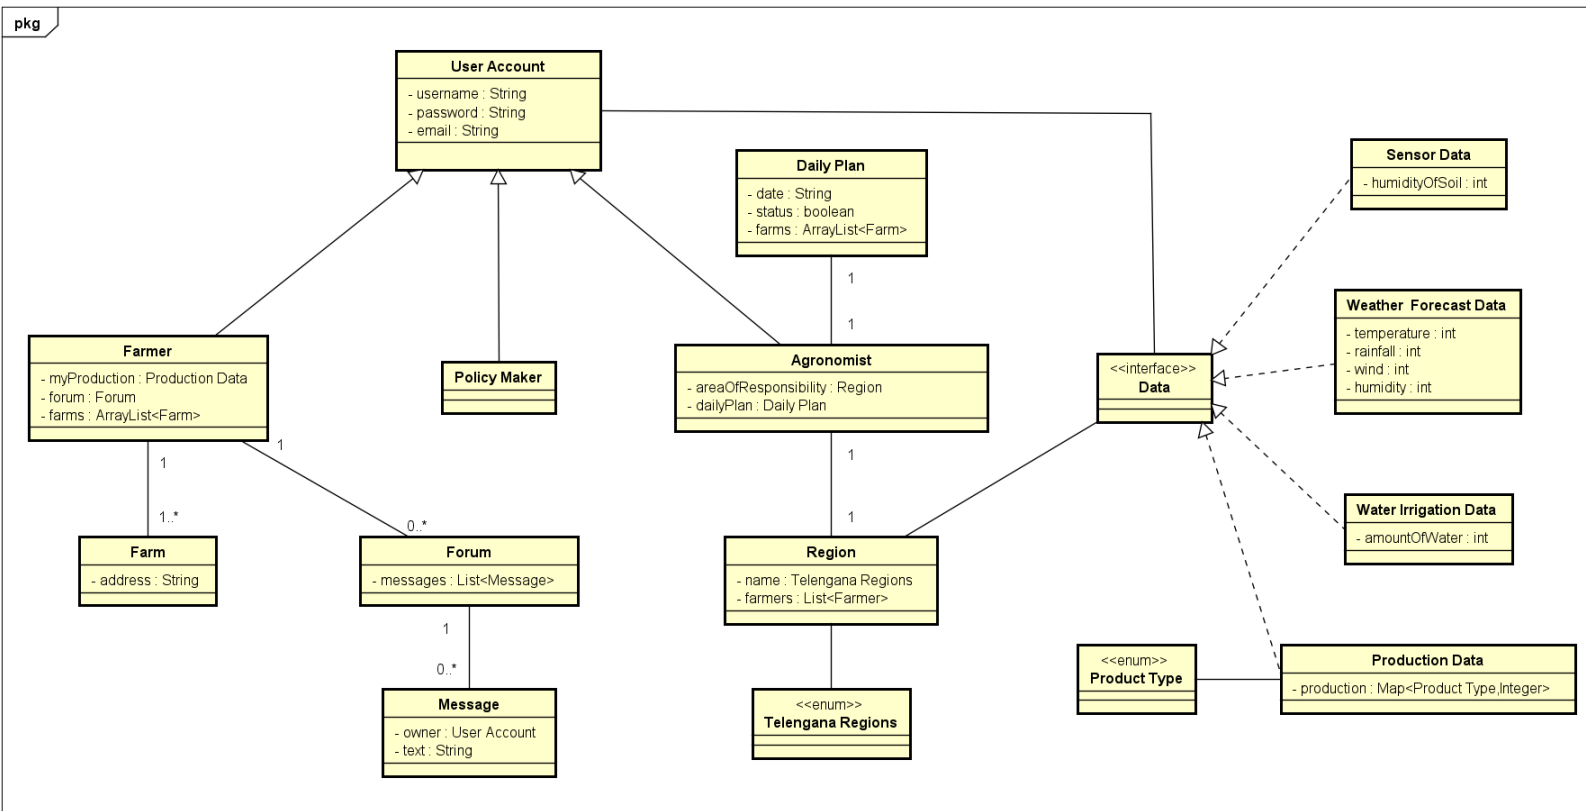 pkg
User Account
- username : String
- password : String
- email : String
Daily Plan
- date : String
- status : boolean
- farms : ArrayList<Farm>
Sensor Data
- humidityOfSoil : int
1
1
Weather  Forecast Data
- temperature : int
- rainfall : int
- wind : int
- humidity : int
Farmer
- myProduction : Production Data
- forum : Forum
- farms : ArrayList<Farm>
Policy Maker
Agronomist
- areaOfResponsibility : Region
- dailyPlan : Daily Plan
<<interface>>
Data
1
1
1
1..*
0..*
1
Water Irrigation Data
- amountOfWater : int
Farm
- address : String
Forum
- messages : List<Message>
Region
- name : Telengana Regions
- farmers : List<Farmer>
1
0..*
<<enum>>
Product Type
Production Data
- production : Map<Product Type,Integer>
Message
- owner : User Account
- text : String
<<enum>>
Telengana Regions